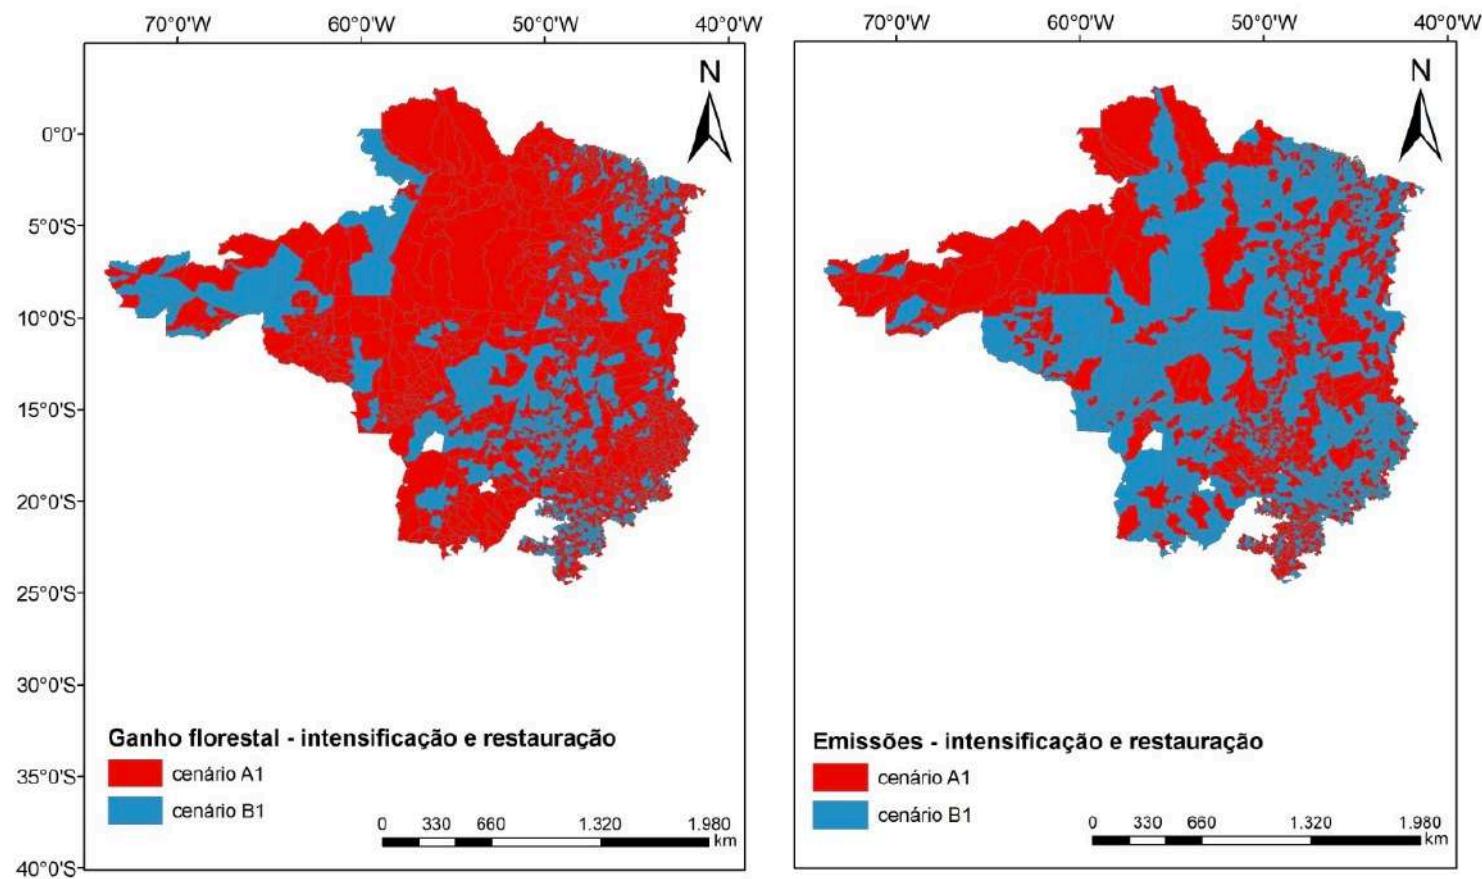 70°0'W 60°0'W 50°0'W 40°0'W
N
0°0'
5°0'S
10°0'S
15°0'S
20°0'S
25°0'S
30°0'S
35°0'S
40°0'S
Ganho florestal - intensificação e restauração
cenário A1
cenário B1
0 330 660 1.320 1.980
km
70°0'W 60°0'W 50°0'W 40°0'W
N
Emissões - intensificação e restauração
cenário A1
cenário B1
0 330 660 1.320 1.980
km